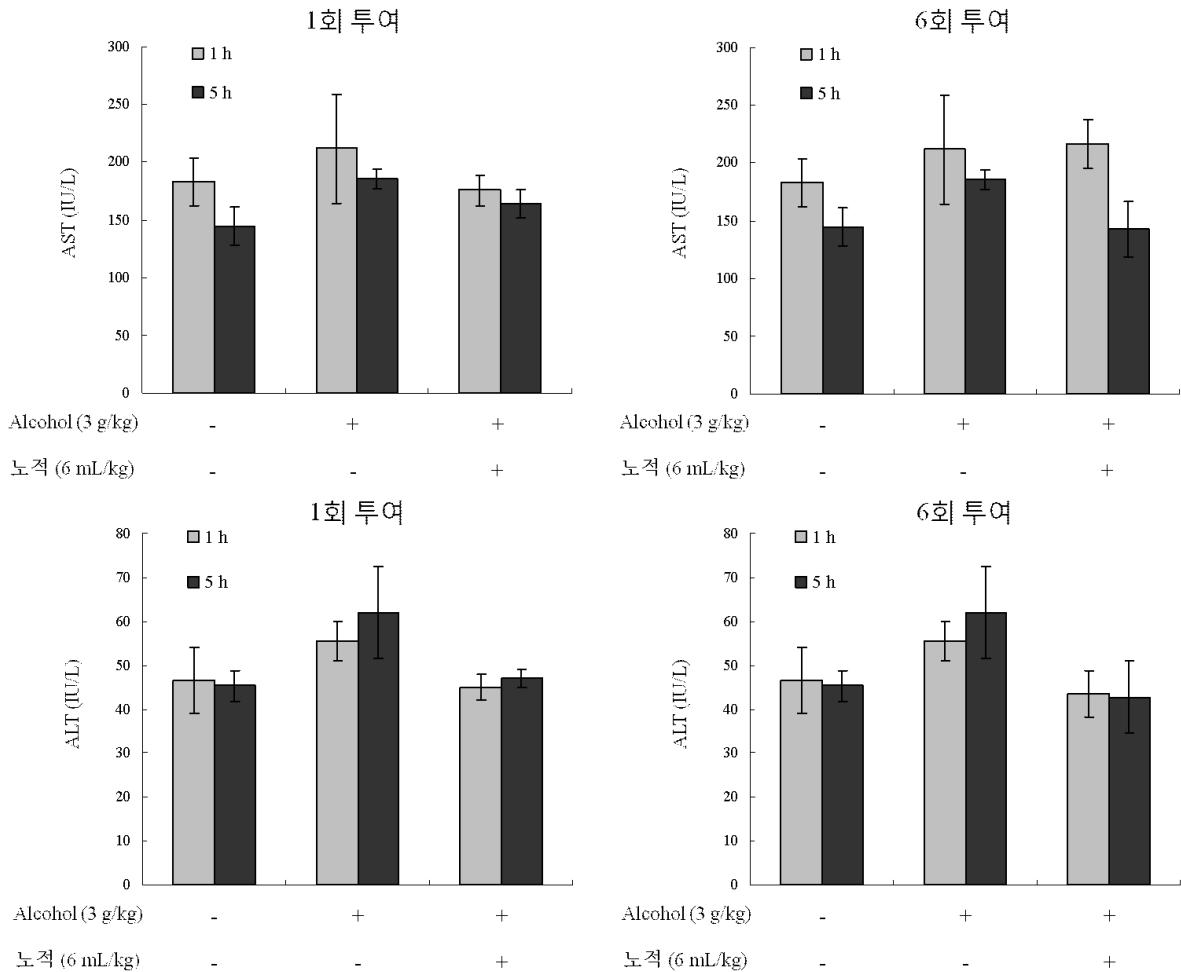 1회 투여
300
250
200
150
100
50
0
AST (IU/L)
1 h
5 h
Alcohol (3 g/kg) - + +
노적 (6 mL/kg) - - +
6회 투여
300
250
200
150
100
50
0
AST (IU/L)
1 h
5 h
Alcohol (3 g/kg) - + +
노적 (6 mL/kg) - - +
1회 투여
80
70
60
50
40
30
20
10
0
ALT (IU/L)
1 h
5 h
Alcohol (3 g/kg) - + +
노적 (6 mL/kg) - - +
6회 투여
80
70
60
50
40
30
20
10
0
ALT (IU/L)
1 h
5 h
Alcohol (3 g/kg) - + +
노적 (6 mL/kg) - - +